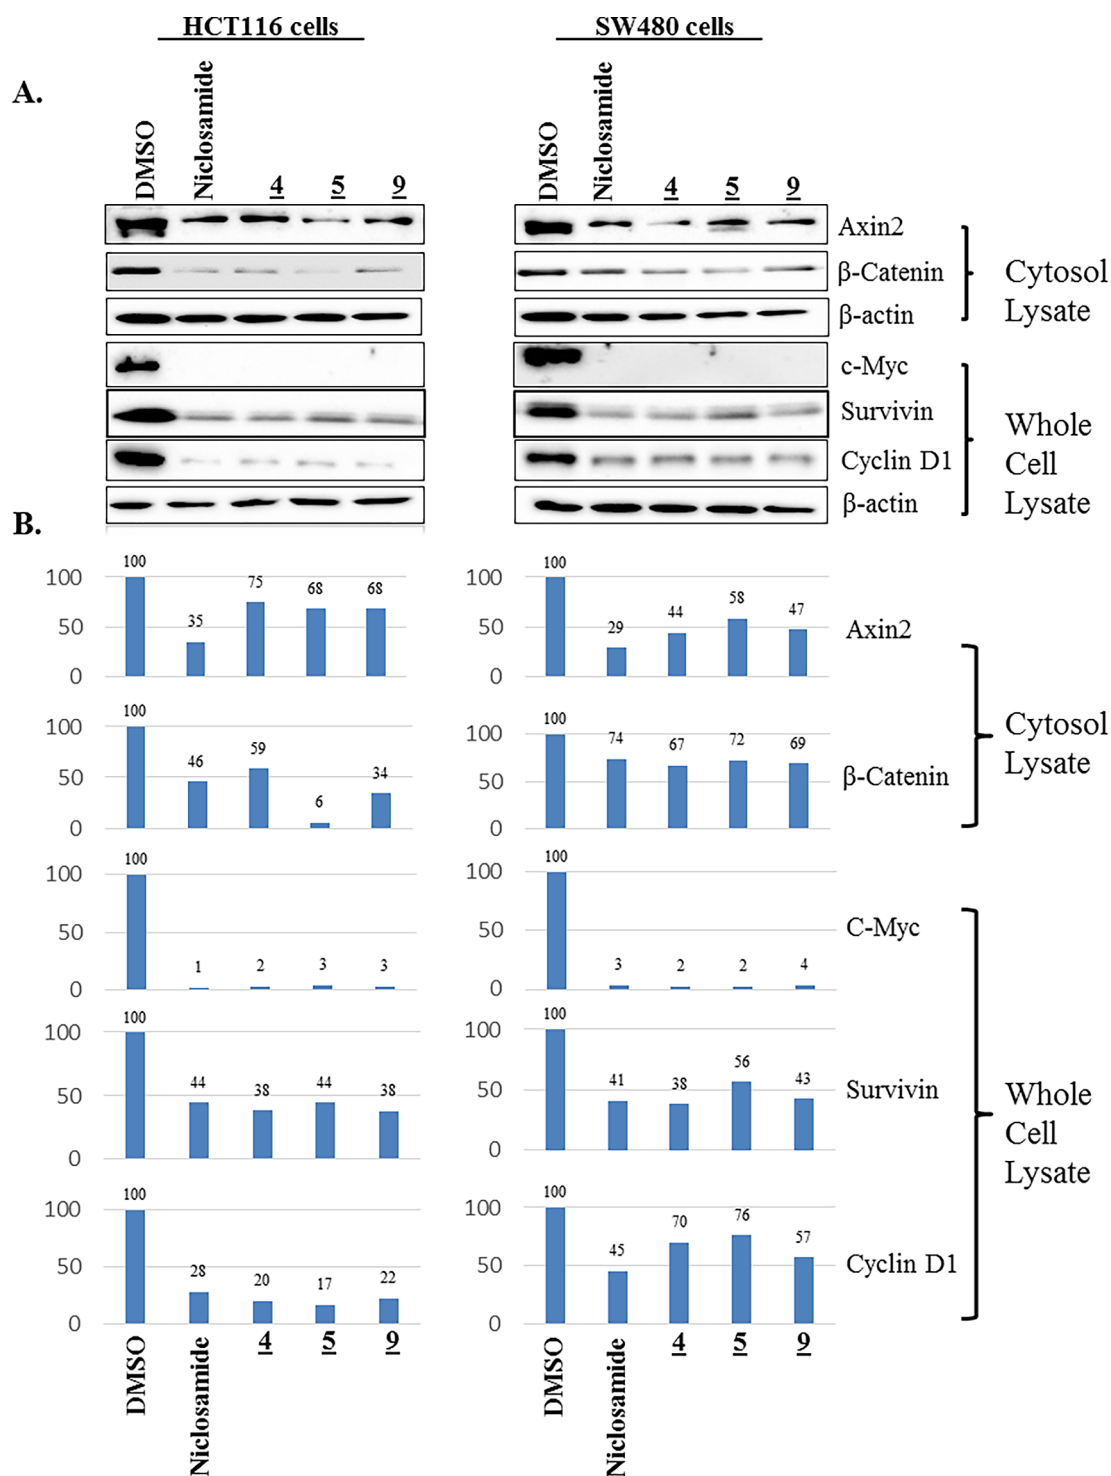 HCT116 cells
SW480 cells
A.
DMSO
Niclosamide
4
5
9
DMSO
Niclosamide
4
5
9
Axin2
β-Catenin
β-actin
Cytosol
Lysate
c-Myc
Survivin
Cyclin D1
β-actin
Whole
Cell
Lysate
B.
100
50
0
100
35
75
68
68
100
50
0
100
29
44
58
47
Axin2
100
50
0
100
46
59
6
34
100
50
0
100
74
67
72
69
β-Catenin
Cytosol
Lysate
100
50
0
100
1
2
3
3
100
50
0
100
3
2
2
4
C-Myc
100
50
0
100
44
38
44
38
100
50
0
100
41
38
56
43
Survivin
100
50
0
100
28
20
17
22
100
50
0
100
45
70
76
57
Cyclin D1
Whole
Cell
Lysate
DMSO
Niclosamide
4
5
9
DMSO
Niclosamide
4
5
9